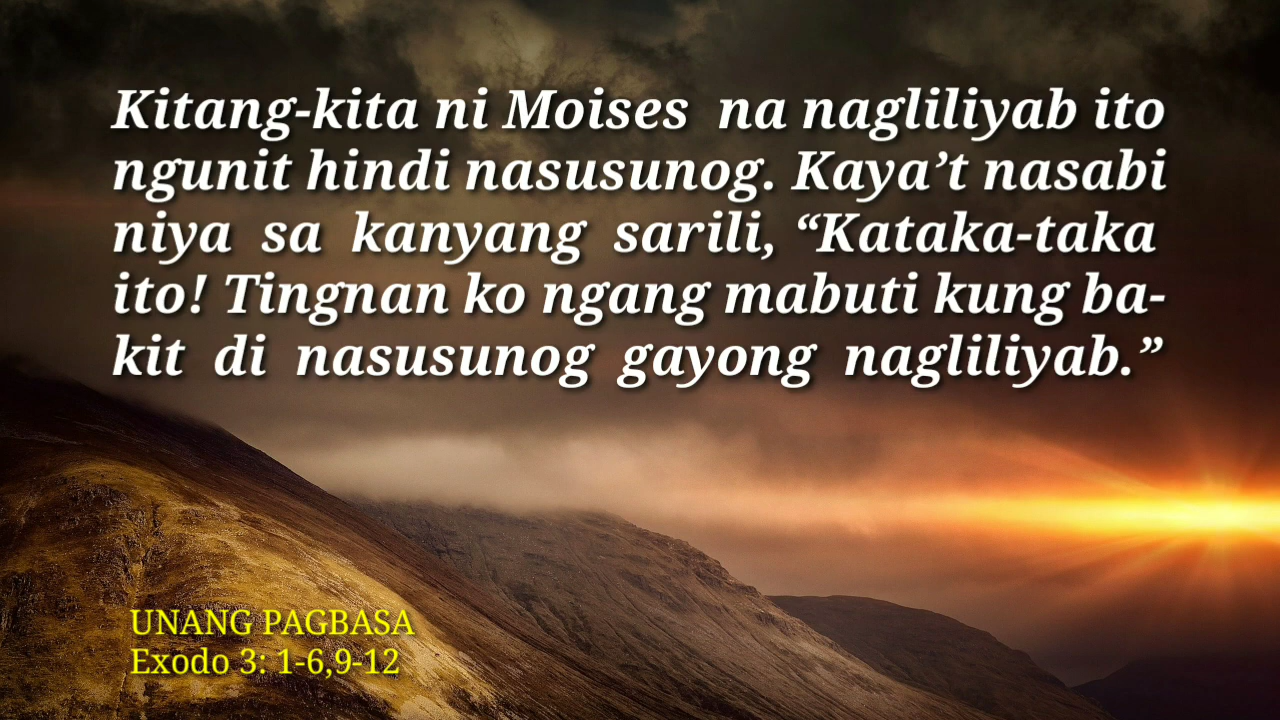 Kitang-kita ni Moises na nagliliyab ito
ngunit hindi nasusunog. Kaya’t nasabi
niya sa kanyang sarili, “Kataka-taka
ito! Tingnan ko ngang mabuti kung ba-
kit di nasusunog gayong nagliliyab.”
UNANG PAGBASA
Exodo 3: 1-6,9-12